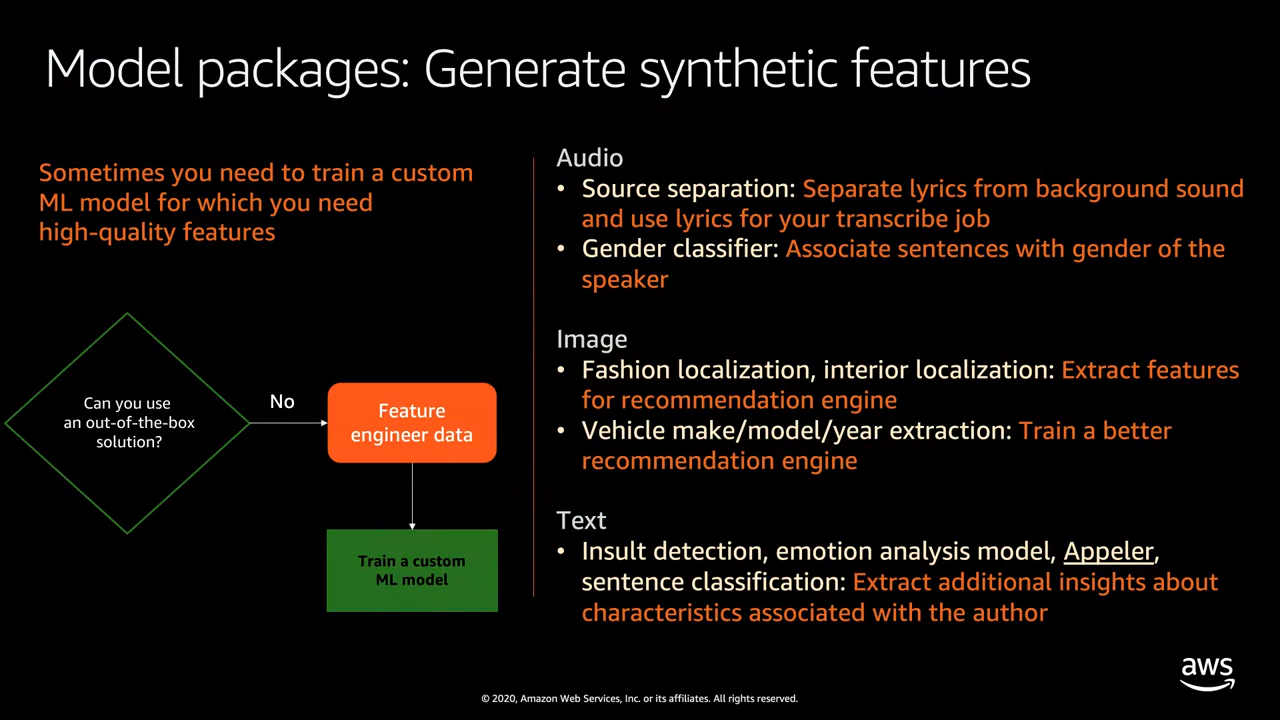 Model packages: Generate synthetic features
Sometimes you need to train a custom
ML model for which you need
high-quality features
Can you use
an out-of-the-box
solution?
No
Feature
engineer data
Train a custom
ML model
Audio
• Source separation: Separate lyrics from background sound
and use lyrics for your transcribe job
• Gender classifier: Associate sentences with gender of the
speaker
Image
• Fashion localization, interior localization: Extract features
for recommendation engine
• Vehicle make/model/year extraction: Train a better
recommendation engine
Text
• Insult detection, emotion analysis model, Appeler,
sentence classification: Extract additional insights about
characteristics associated with the author
aws
© 2020, Amazon Web Services, Inc. or its affiliates. All rights reserved.